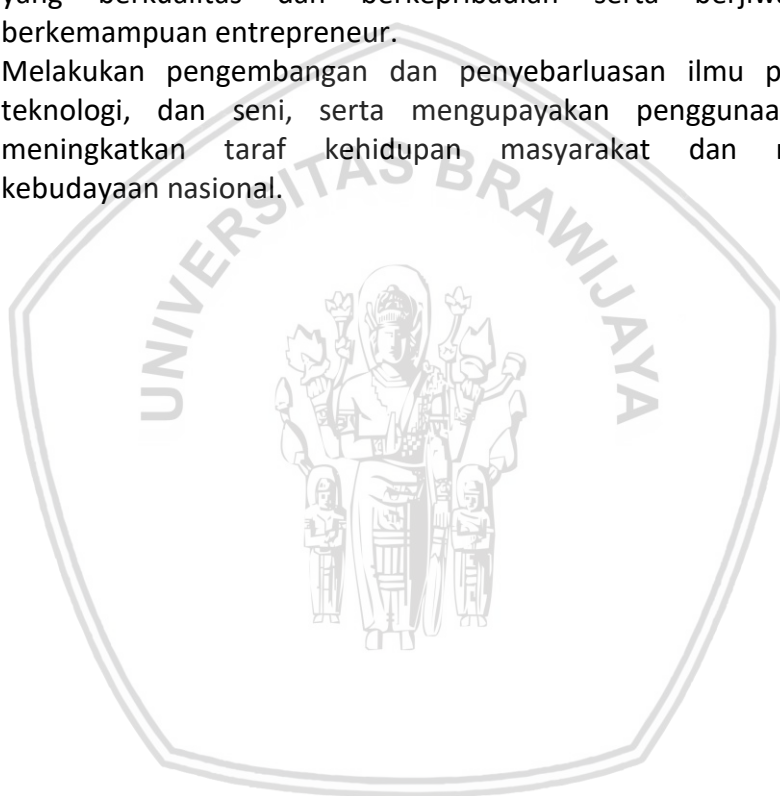 yang berkualitas dan berkepribadian serta berjiw
berkemampuan entrepreneur.
Melakukan pengembangan dan penyebarluasan ilmu p
teknologi, dan seni, serta mengupayakan penggunaa
meningkatkan taraf kehidupan masyarakat dan
kebudayaan nasional.
UNIVERSITAS BRAWIJAYA